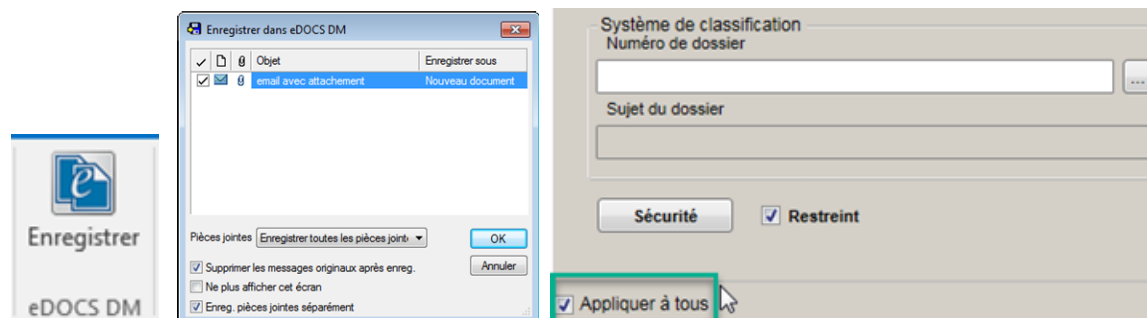 Enregistrer
eDOCS DM
Enregistrer dans eDOCS DM
Objet Enregistrer sous
email avec attachement Nouveau document
Pièces jointes Enregistrer toutes les pièces joint OK
Supprimer les messages originaux après enreg. Annuler
Ne plus afficher cet écran
Enreg. pièces jointes séparément
Système de classification
Numéro de dossier
...
Sujet du dossier
Sécurité Restreint
Appliquer à tous